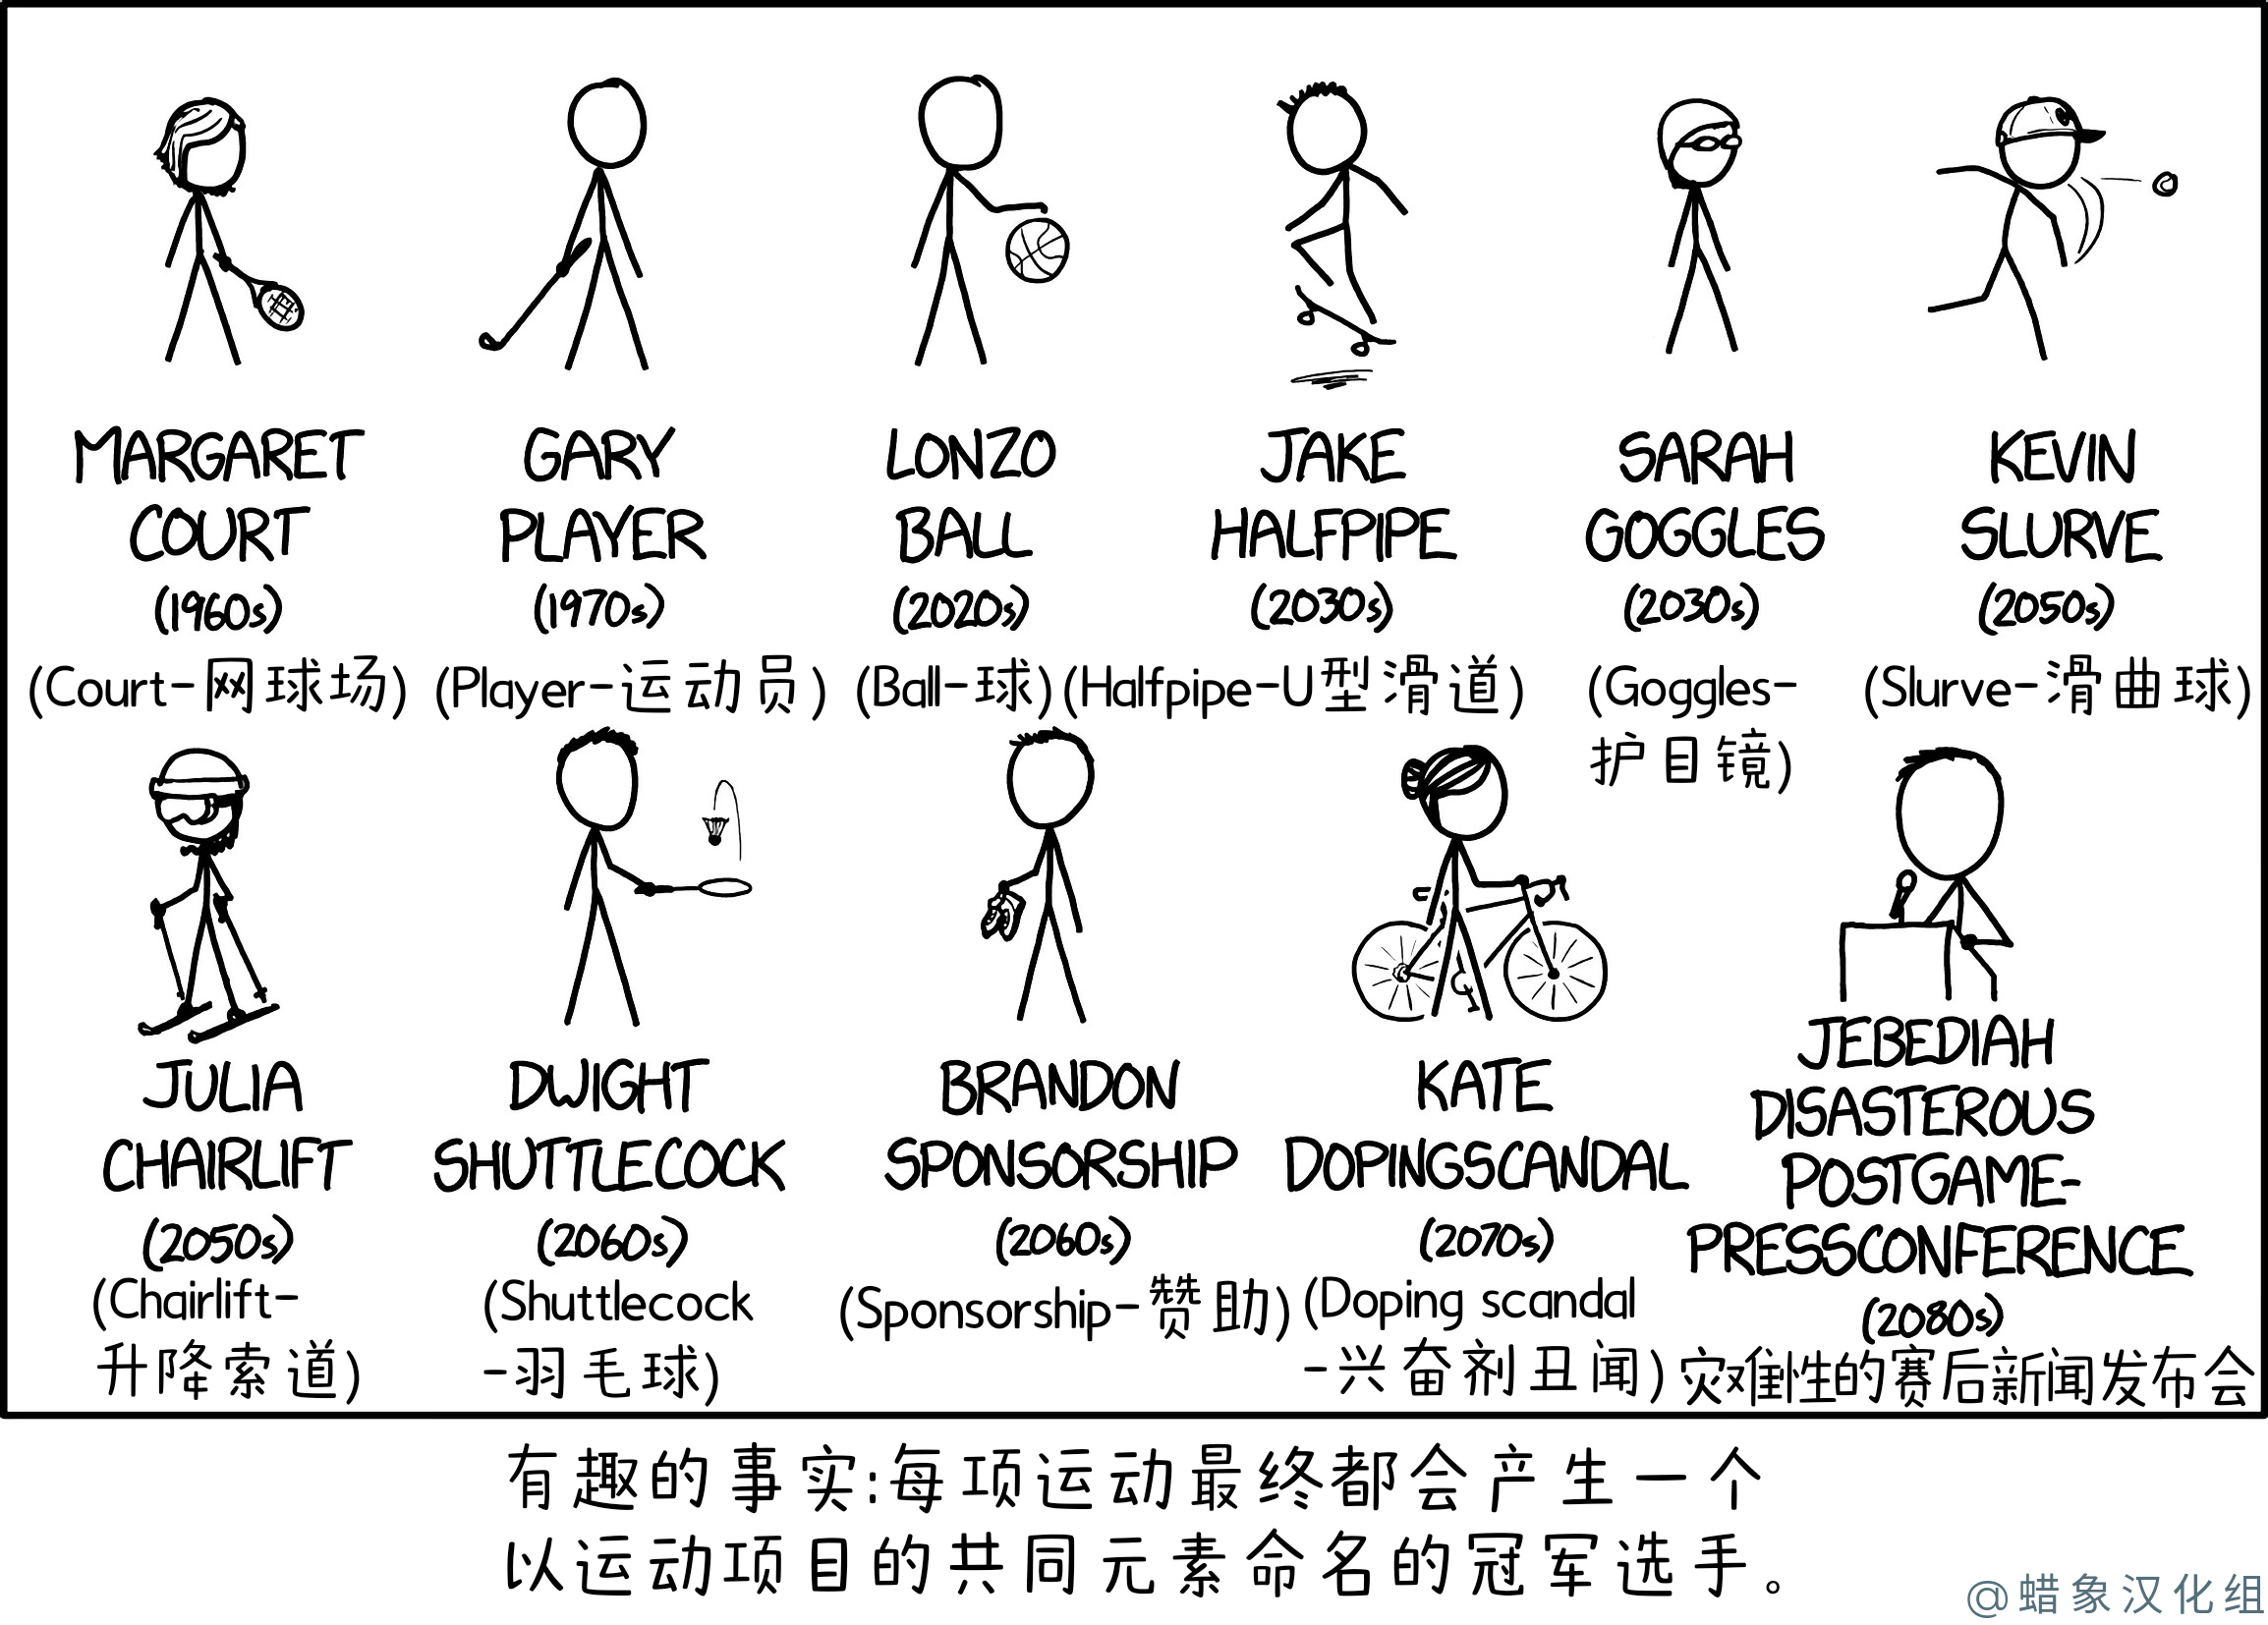 MARGARET
COURT
(1960s)
(Court-网球场)
GARY
PLAYER
(1970s)
(Player-运动员)
LONZO
BALL
(2020s)
(Ball-球)
JAKE
HALFPIPE
(2030s)
(Halfpipe-U型滑道)
SARAH
GOGGLES
(2030s)
(Goggles-
护目镜)
KEVIN
SLURVE
(2050s)
(Slurve-滑曲球)
JULIA
CHAIRLIFT
(2050s)
(Chairlift-
升降索道)
DWIGHT
SHUTTLECOCK
(2060s)
(Shuttlecock
-羽毛球)
BRANDON
SPONSORSHIP
(2060s)
(Sponsorship-赞助)
KATE
DOPINGSCANDAL
(2070s)
(Doping scandal
-兴奋剂丑闻)
JEBEDIAH
DISASTEROUS
POSTGAME-
PRESSCONFERENCE
(2080s)
灾难性的赛后新闻发布会
有趣的事实:每项运动最终都会产生一个
以运动项目的共同元素命名的冠军选手。
@蜡象汉化组